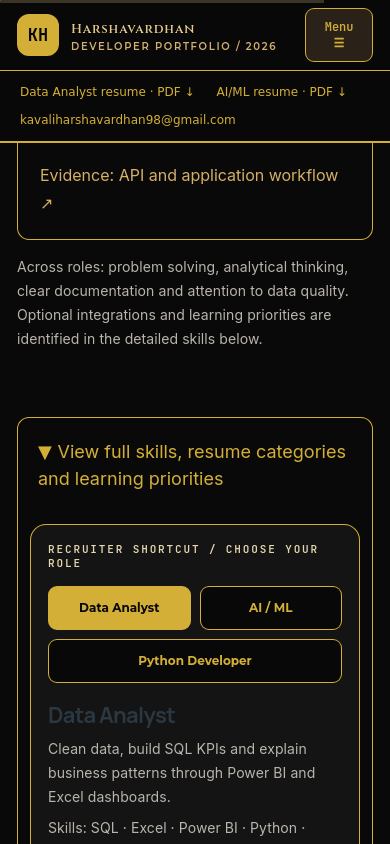 KH
Harshavardhan
DEVELOPER PORTFOLIO / 2026
Menu
☰
Data Analyst resume · PDF ↓ AI/ML resume · PDF ↓
kavaliharshavardhan98@gmail.com
Evidence: API and application workflow
↗
Across roles: problem solving, analytical thinking,
clear documentation and attention to data quality.
Optional integrations and learning priorities are
identified in the detailed skills below.
▼ View full skills, resume categories
and learning priorities
RECRUITER SHORTCUT / CHOOSE YOUR
ROLE
Data Analyst
AI / ML
Python Developer
Data Analyst
Clean data, build SQL KPIs and explain
business patterns through Power BI and
Excel dashboards.
Skills: SQL · Excel · Power BI · Python ·